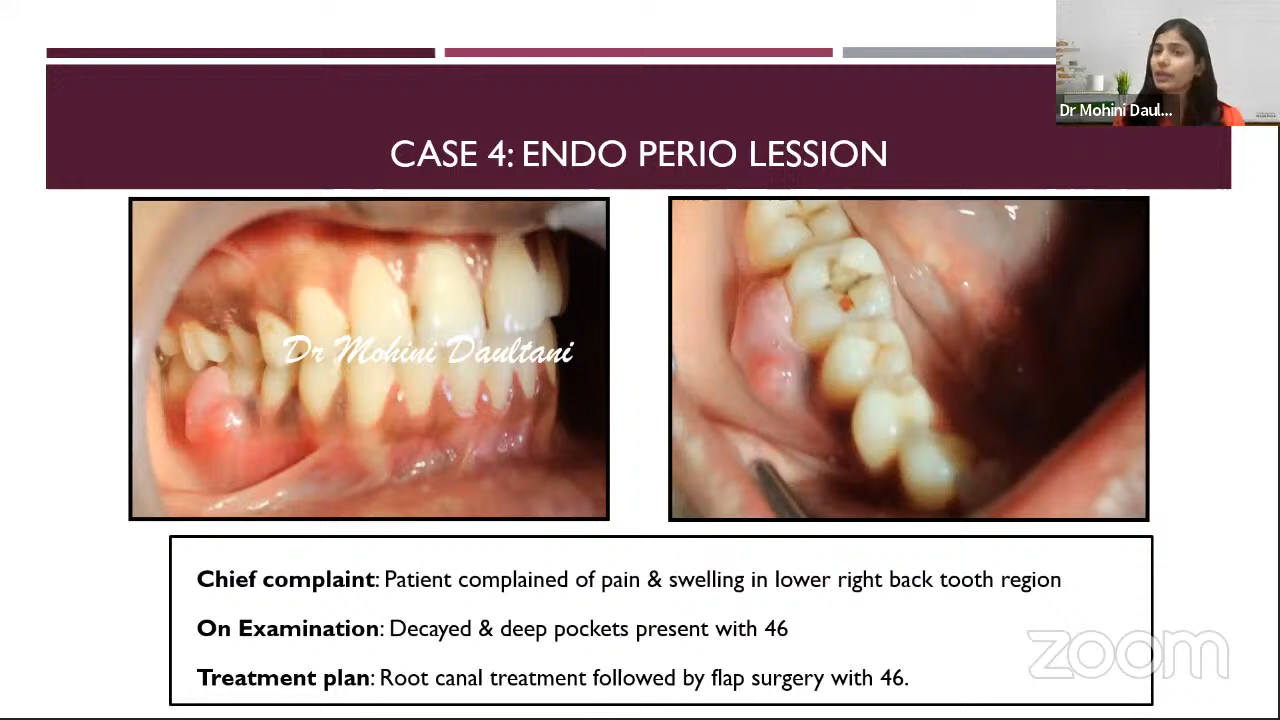 Dr Mohini Daul...
CASE 4: ENDO PERIO LESSION
Dr Mohini Daultani
Chief complaint: Patient complained of pain & swelling in lower right back tooth region
On Examination: Decayed & deep pockets present with 46
Treatment plan: Root canal treatment followed by flap surgery with 46.
zoom